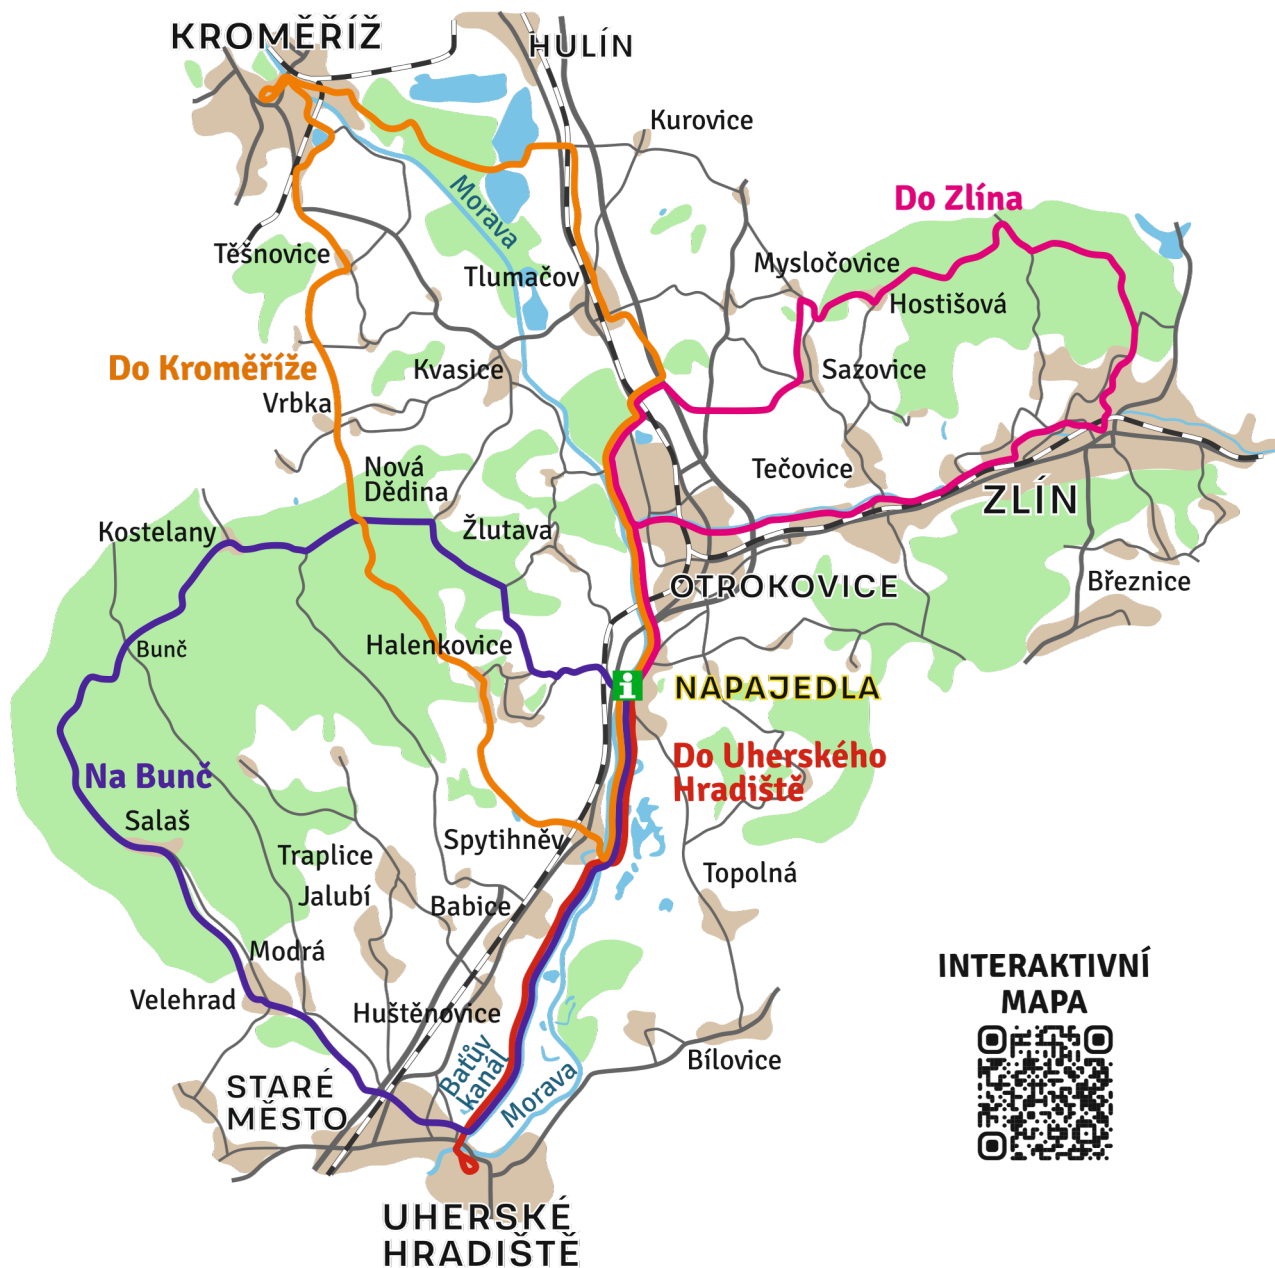 KROMĚŘÍŽ
HULÍN
Kurovice
Do Zlína
Morava
Těšnovice
Tlumačov
Mysločovice
Hostišová
Do Kroměříže
Kvasice
Sazovice
Vrbka
Nová
Dědina
Tečovice
ZLÍN
Kostelany
Žlutava
OTROKOVICE
Březnice
Bunč
Halenkovice
i
NAPAJEDLA
Do Uherského
Hradiště
Na Bunč
Salaš
Spytihněv
Traplice
Topolná
Jalubí
Babice
Modrá
INTERAKTIVNÍ
MAPA
Velehrad
Huštěnovice
Baťův
kanál
Morava
Bílovice
STARÉ
MĚSTO
UHERSKÉ
HRADIŠTĚ